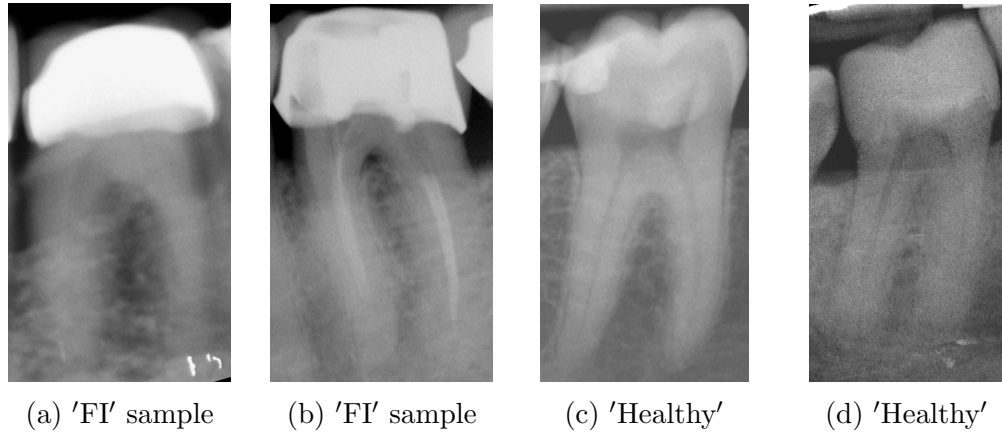 (a) ′FI′ sample
(b) ′FI′ sample
(c) ′Healthy′
(d) ′Healthy′